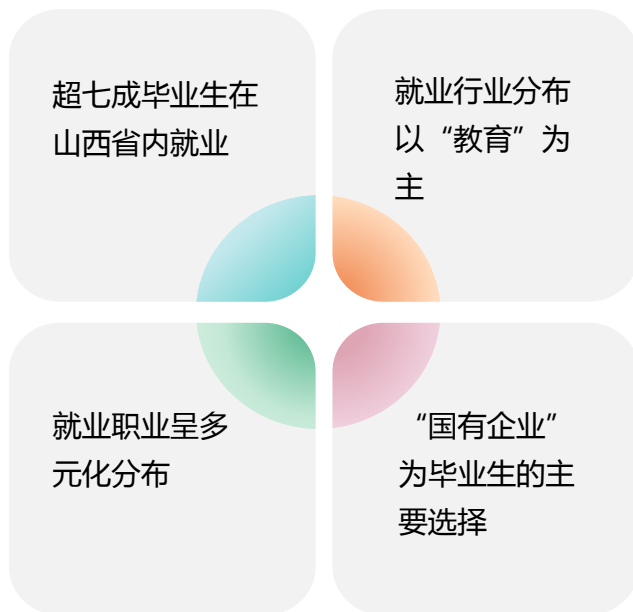 超七成毕业生在
山西省内就业
就业行业分布
以“教育”为
主
就业职业呈多
元化分布
“国有企业”
为毕业生的主
要选择